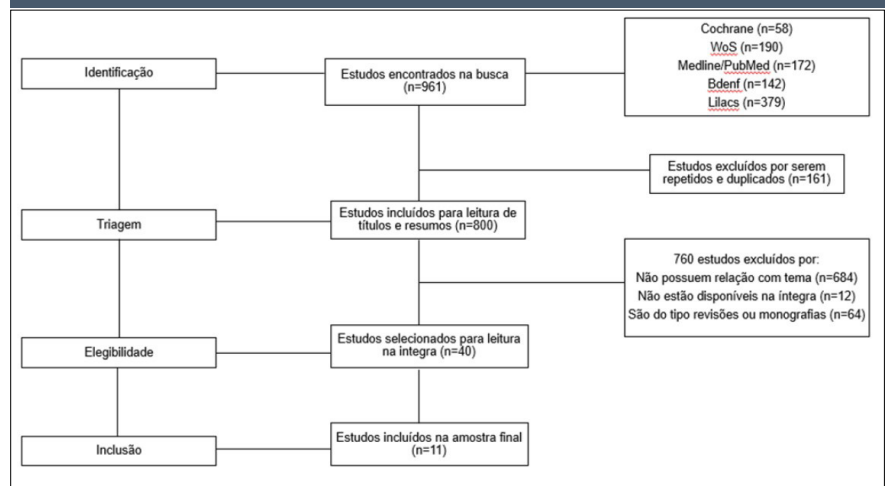 Identificação
Estudos encontrados na busca
(n=961)
Cochrane (n=58)
WoS (n=190)
Medline/PubMed (n=172)
Bdenf (n=142)
Lilacs (n=379)
Estudos excluídos por serem
repetidos e duplicados (n=161)
Triagem
Estudos incluídos para leitura de
títulos e resumos (n=800)
760 estudos excluídos por:
Não possuem relação com tema (n=684)
Não estão disponíveis na íntegra (n=12)
São do tipo revisões ou monografias (n=64)
Elegibilidade
Estudos selecionados para leitura
na integra (n=40)
Inclusão
Estudos incluídos na amostra final
(n=11)